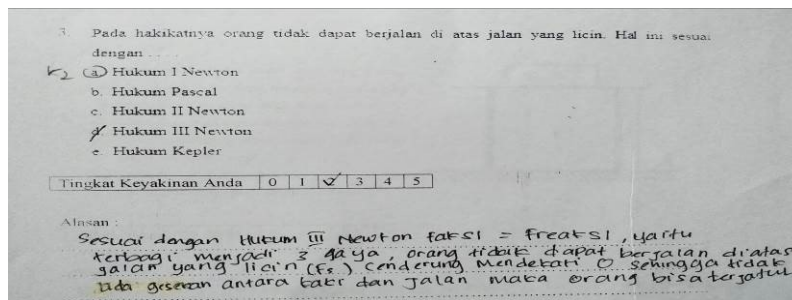 3. Pada hakikatnya orang tidak dapat berjalan di atas jalan yang licin. Hal ini sesuai
dengan ....
a. Hukum I Newton
b. Hukum Pascal
c. Hukum II Newton
d. Hukum III Newton
e. Hukum Kepler
Tingkat Keyakinan Anda 0 1 2 3 4 5
Alasan :
Sesuai dengan Hukum III Newton faksi = freaksi, yaitu
terbagi menjadi 3 gaya, orang tidak dapat berjalan diatas
jalan yang licin (Fs) cenderung mendekati 0 sehingga tidak
ada gesekan antara kaki dan jalan maka orang bisa terjatuh